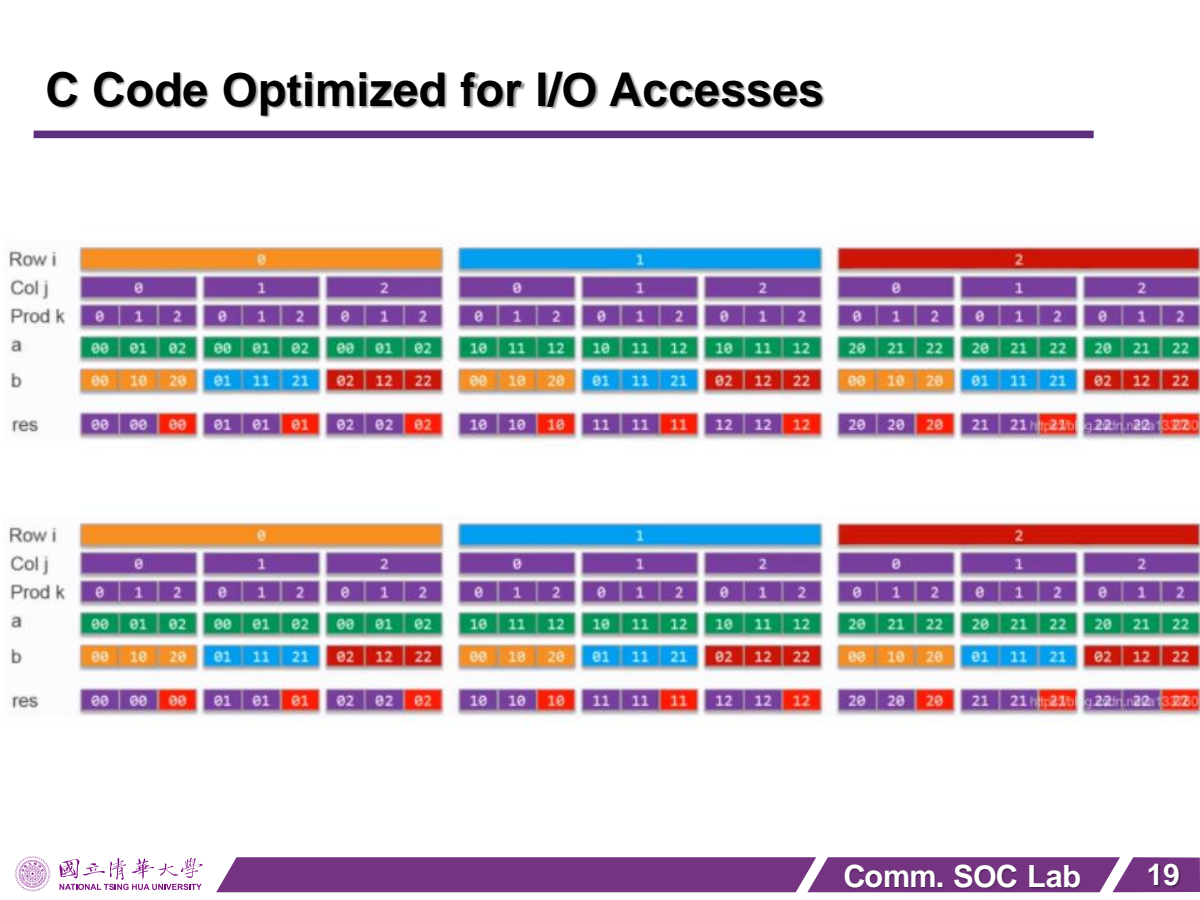 C Code Optimized for I/O Accesses
Row i 0 1 2
Col j 0 1 2 0 1 2 0 1 2
Prod k 0 1 2 0 1 2 0 1 2 0 1 2 0 1 2 0 1 2 0 1 2 0 1 2 0 1 2
a 00 01 02 00 01 02 00 01 02 10 11 12 10 11 12 10 11 12 20 21 22 20 21 22 20 21 22
b 00 10 20 01 11 21 02 12 22 00 10 20 01 11 21 02 12 22 00 10 20 01 11 21 02 12 22
res 00 00 00 01 01 01 02 02 02 10 10 10 11 11 11 12 12 12 20 20 20 21 21 21 22 22 22
Row i 0 1 2
Col j 0 1 2 0 1 2 0 1 2
Prod k 0 1 2 0 1 2 0 1 2 0 1 2 0 1 2 0 1 2 0 1 2 0 1 2 0 1 2
a 00 01 02 00 01 02 00 01 02 10 11 12 10 11 12 10 11 12 20 21 22 20 21 22 20 21 22
b 00 10 20 01 11 21 02 12 22 00 10 20 01 11 21 02 12 22 00 10 20 01 11 21 02 12 22
res 00 00 00 01 01 01 02 02 02 10 10 10 11 11 11 12 12 12 20 20 20 21 21 21 22 22 22
國立清華大學
NATIONAL TSING HUA UNIVERSITY
Comm. SOC Lab 19